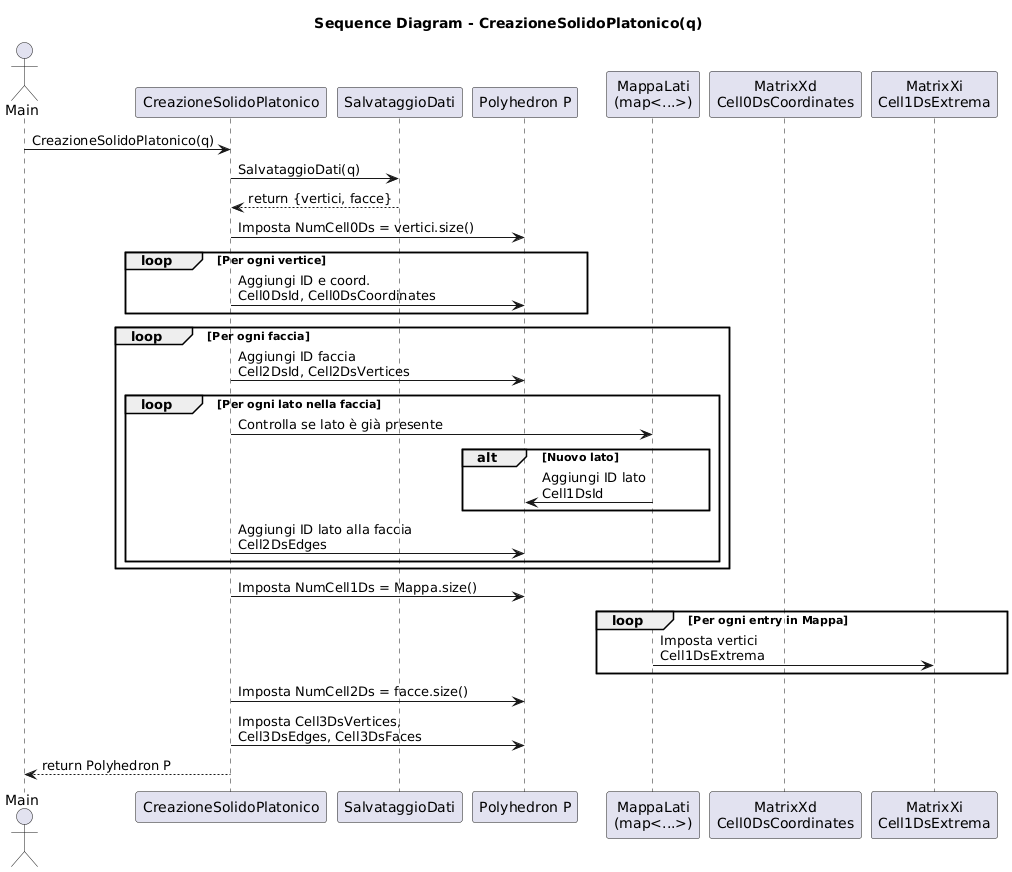 Sequence Diagram - CreazioneSolidoPlatonico(q)
Main
CreazioneSolidoPlatonico
SalvataggioDati
Polyhedron P
MappaLati
(map<...>)
MatrixXd
Cell0DsCoordinates
MatrixXi
Cell1DsExtrema
CreazioneSolidoPlatonico(q)
SalvataggioDati(q)
return {vertici, facce}
Imposta NumCell0Ds = vertici.size()
loop
[Per ogni vertice]
Aggiungi ID e coord.
Cell0DsId, Cell0DsCoordinates
loop
[Per ogni faccia]
Aggiungi ID faccia
Cell2DsId, Cell2DsVertices
loop
[Per ogni lato nella faccia]
Controlla se lato è già presente
alt
[Nuovo lato]
Aggiungi ID lato
Cell1DsId
Aggiungi ID lato alla faccia
Cell2DsEdges
Imposta NumCell1Ds = Mappa.size()
loop
[Per ogni entry in Mappa]
Imposta vertici
Cell1DsExtrema
Imposta NumCell2Ds = facce.size()
Imposta Cell3DsVertices,
Cell3DsEdges, Cell3DsFaces
return Polyhedron P
Main
CreazioneSolidoPlatonico
SalvataggioDati
Polyhedron P
MappaLati
(map<...>)
MatrixXd
Cell0DsCoordinates
MatrixXi
Cell1DsExtrema